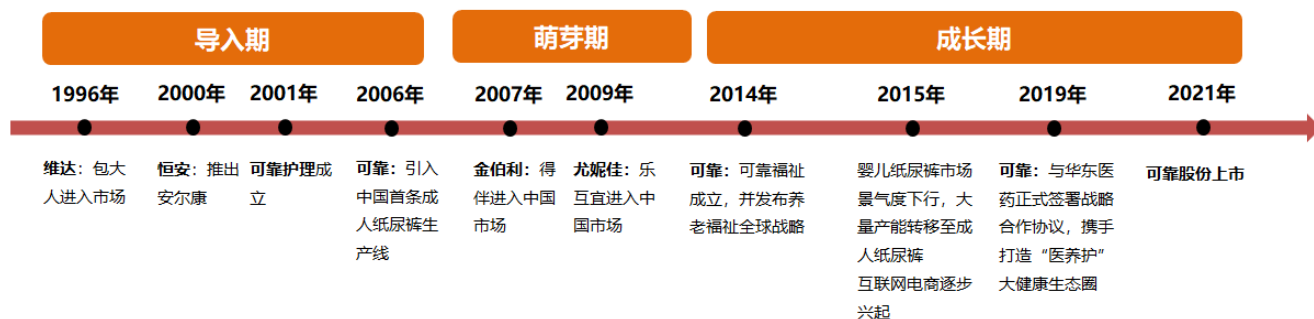 导入期
萌芽期
成长期
1996年
2000年
2001年
2006年
2007年
2009年
2014年
2015年
2019年
2021年
维达：包大
人进入市场
恒安：推出
安尔康
可靠护理成
立
可靠：引入
中国首条成
人纸尿裤生
产线
金伯利：得
伴进入中国
市场
尤妮佳：乐
互宜进入中
国市场
可靠：可靠福祉
成立，并发布养
老福祉全球战略
婴儿纸尿裤市场
景气度下行，大
量产能转移至成
人纸尿裤
互联网电商逐步
兴起
可靠：与华东医
药正式签署战略
合作协议，携手
打造“医养护”
大健康生态圈
可靠股份上市